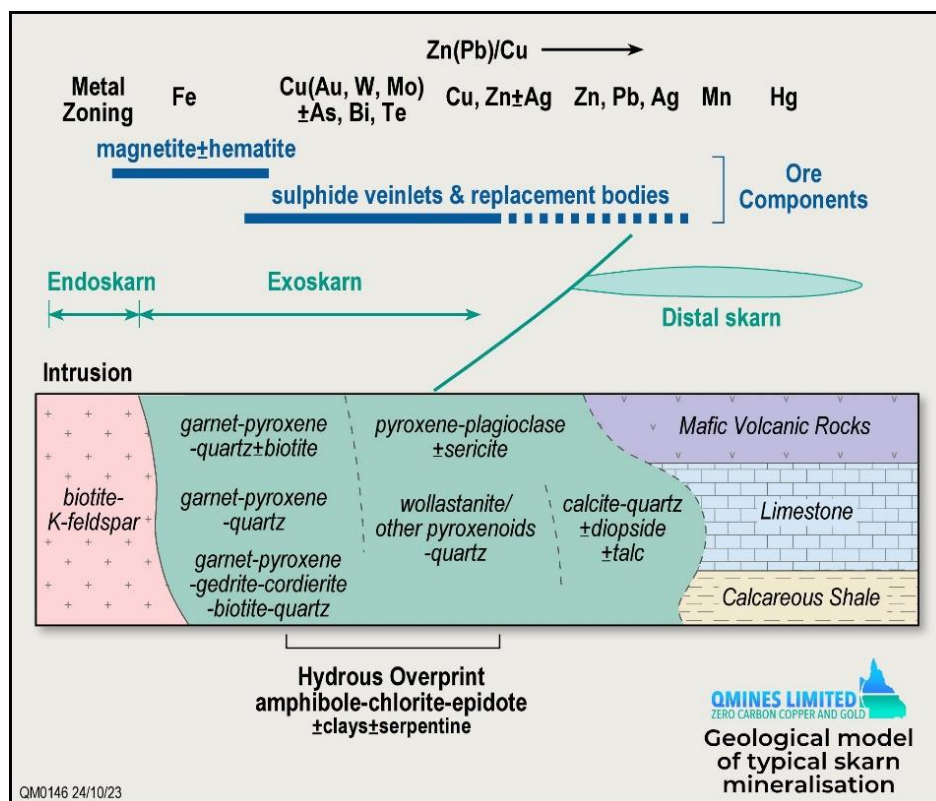 Zn(Pb)/Cu
Metal
Zoning
Fe
Cu(Au, W, Mo)
±As, Bi, Te
Cu, Zn±Ag
Zn, Pb, Ag
Mn
Hg
magnetite±hematite
sulphide veinlets & replacement bodies
Ore
Components
Endoskarn
Exoskarn
Distal skarn
Intrusion
biotite-
K-feldspar
garnet-pyroxene
-quartz±biotite
garnet-pyroxene
-quartz
garnet-pyroxene
-gedrite-cordierite
-biotite-quartz
pyroxene-plagioclase
±sericite
wollastanite/
other pyroxenoids
-quartz
calcite-quartz
±diopside
±talc
Mafic Volcanic Rocks
Limestone
Calcareous Shale
Hydrous Overprint
amphibole-chlorite-epidote
±clays±serpentine
QMINES LIMITED
ZERO CARBON COPPER AND GOLD
Geological model
of typical skarn
mineralisation
QM0146 24/10/23